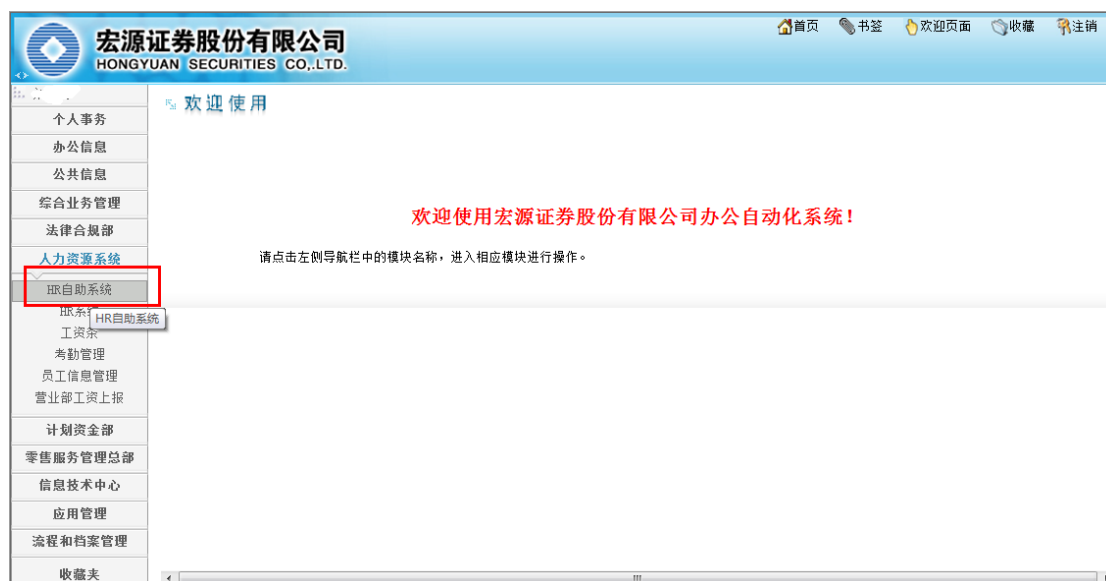 首页 书签 欢迎页面 收藏 注销
宏源证券股份有限公司
HONGYUAN SECURITIES CO,.LTD.
欢迎使用
个人事务
办公信息
公共信息
综合业务管理
法律合规部
人力资源系统
HR自助系统
HR系
HR自助系统
工资条
考勤管理
员工信息管理
营业部工资上报
计划资金部
零售服务管理总部
信息技术中心
应用管理
流程和档案管理
收藏夹
欢迎使用宏源证券股份有限公司办公自动化系统！
请点击左侧导航栏中的模块名称，进入相应模块进行操作。